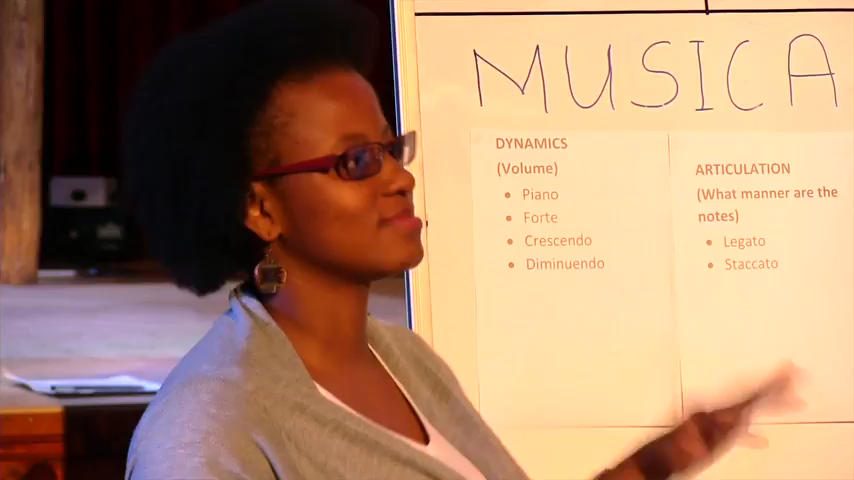 MUSICA
DYNAMICS
(Volume)
• Piano
• Forte
• Crescendo
• Diminuendo
ARTICULATION
(What manner are the
notes)
• Legato
• Staccato